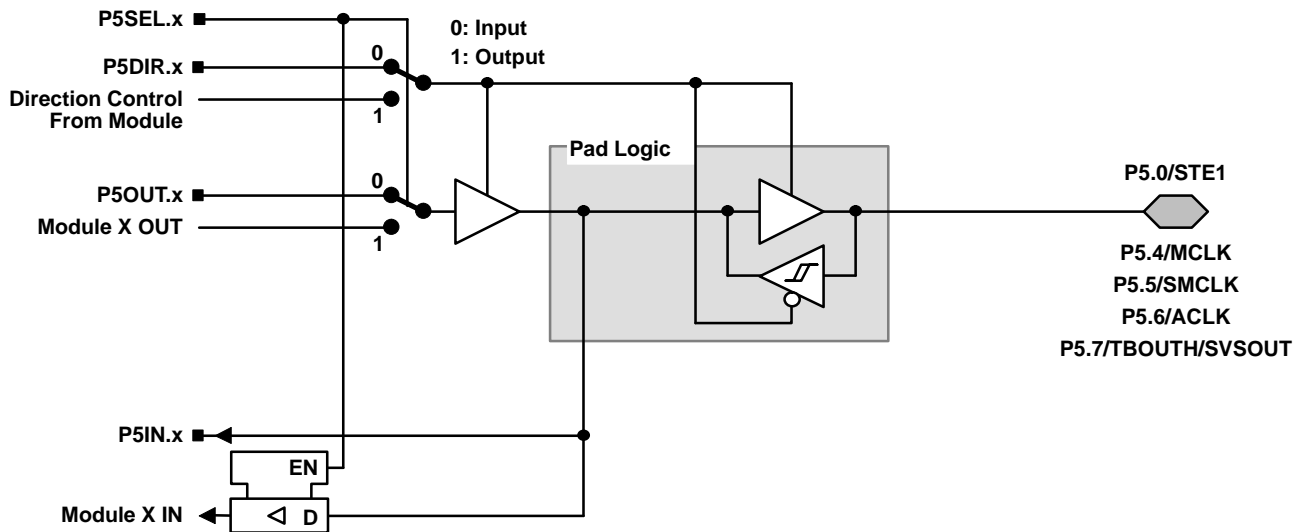 P5SEL.x
0: Input
1: Output
0
P5DIR.x
Direction Control
From Module
1
Pad Logic
P5OUT.x
0
Module X OUT
1
P5.0/STE1
P5.4/MCLK
P5.5/SMCLK
P5.6/ACLK
P5.7/TBOUTH/SVSOUT
P5IN.x
EN
Module X IN
D